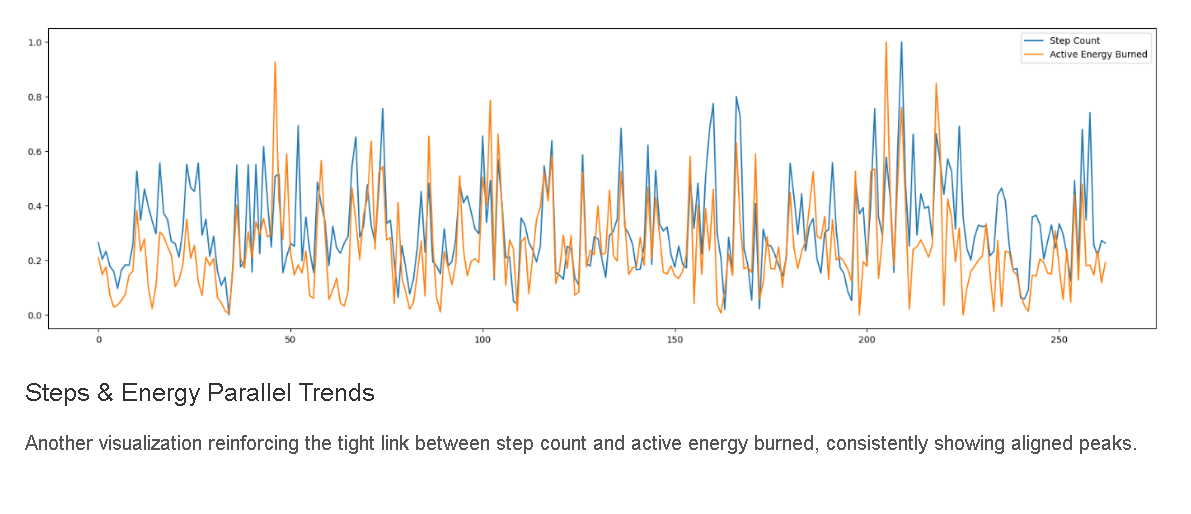 1.0
Step Count
Active Energy Burned
0.8
0.6
0.4
0.2
0.0
0 50 100 150 200 250
Steps & Energy Parallel Trends
Another visualization reinforcing the tight link between step count and active energy burned, consistently showing aligned peaks.